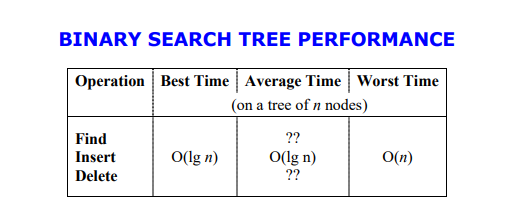 BINARY SEARCH TREE PERFORMANCE
Operation Best Time Average Time Worst Time
(on a tree of n nodes)
Find ??
Insert O(lg n) O(lg n) O(n)
Delete ??